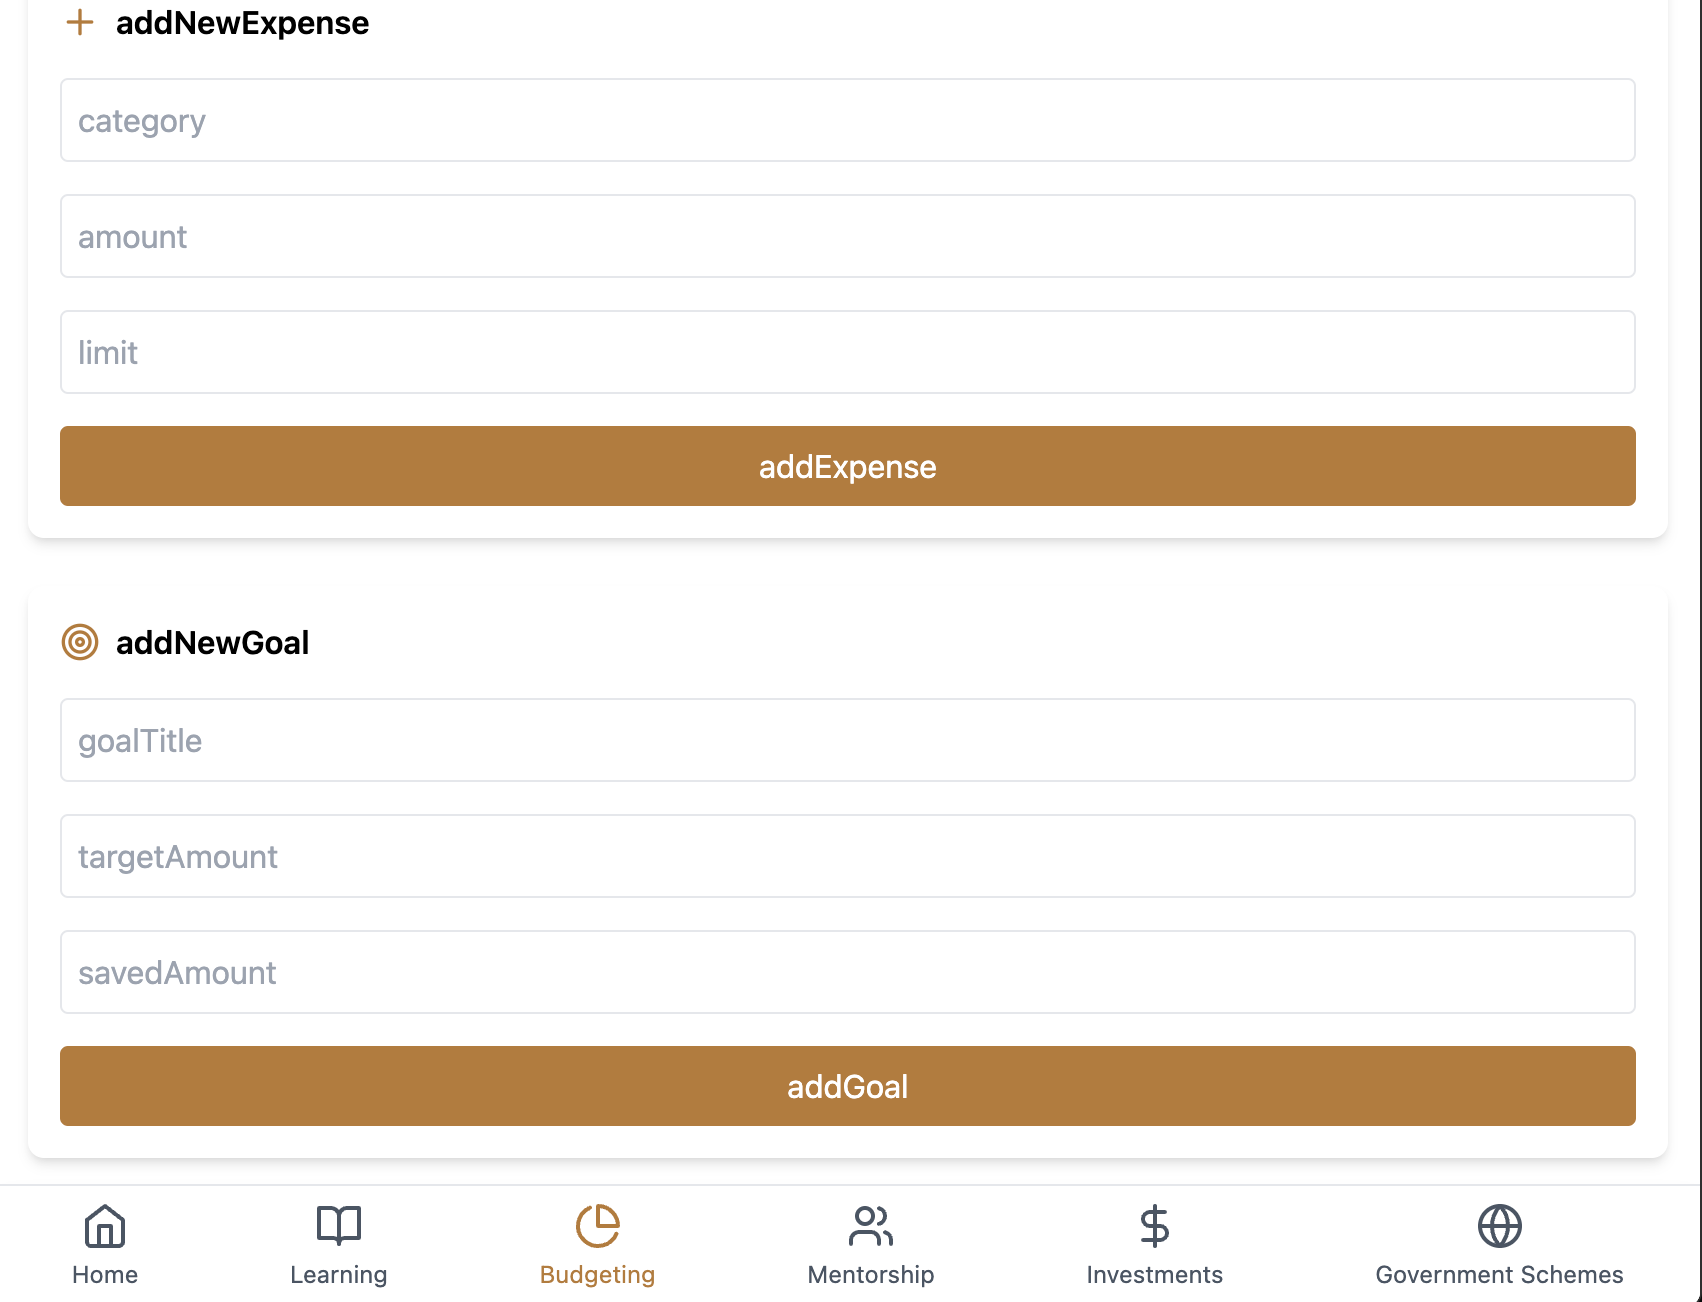 addNewExpense
category
amount
limit
addExpense
addNewGoal
goalTitle
targetAmount
savedAmount
addGoal
Home
Learning
Budgeting
Mentorship
Investments
Government Schemes